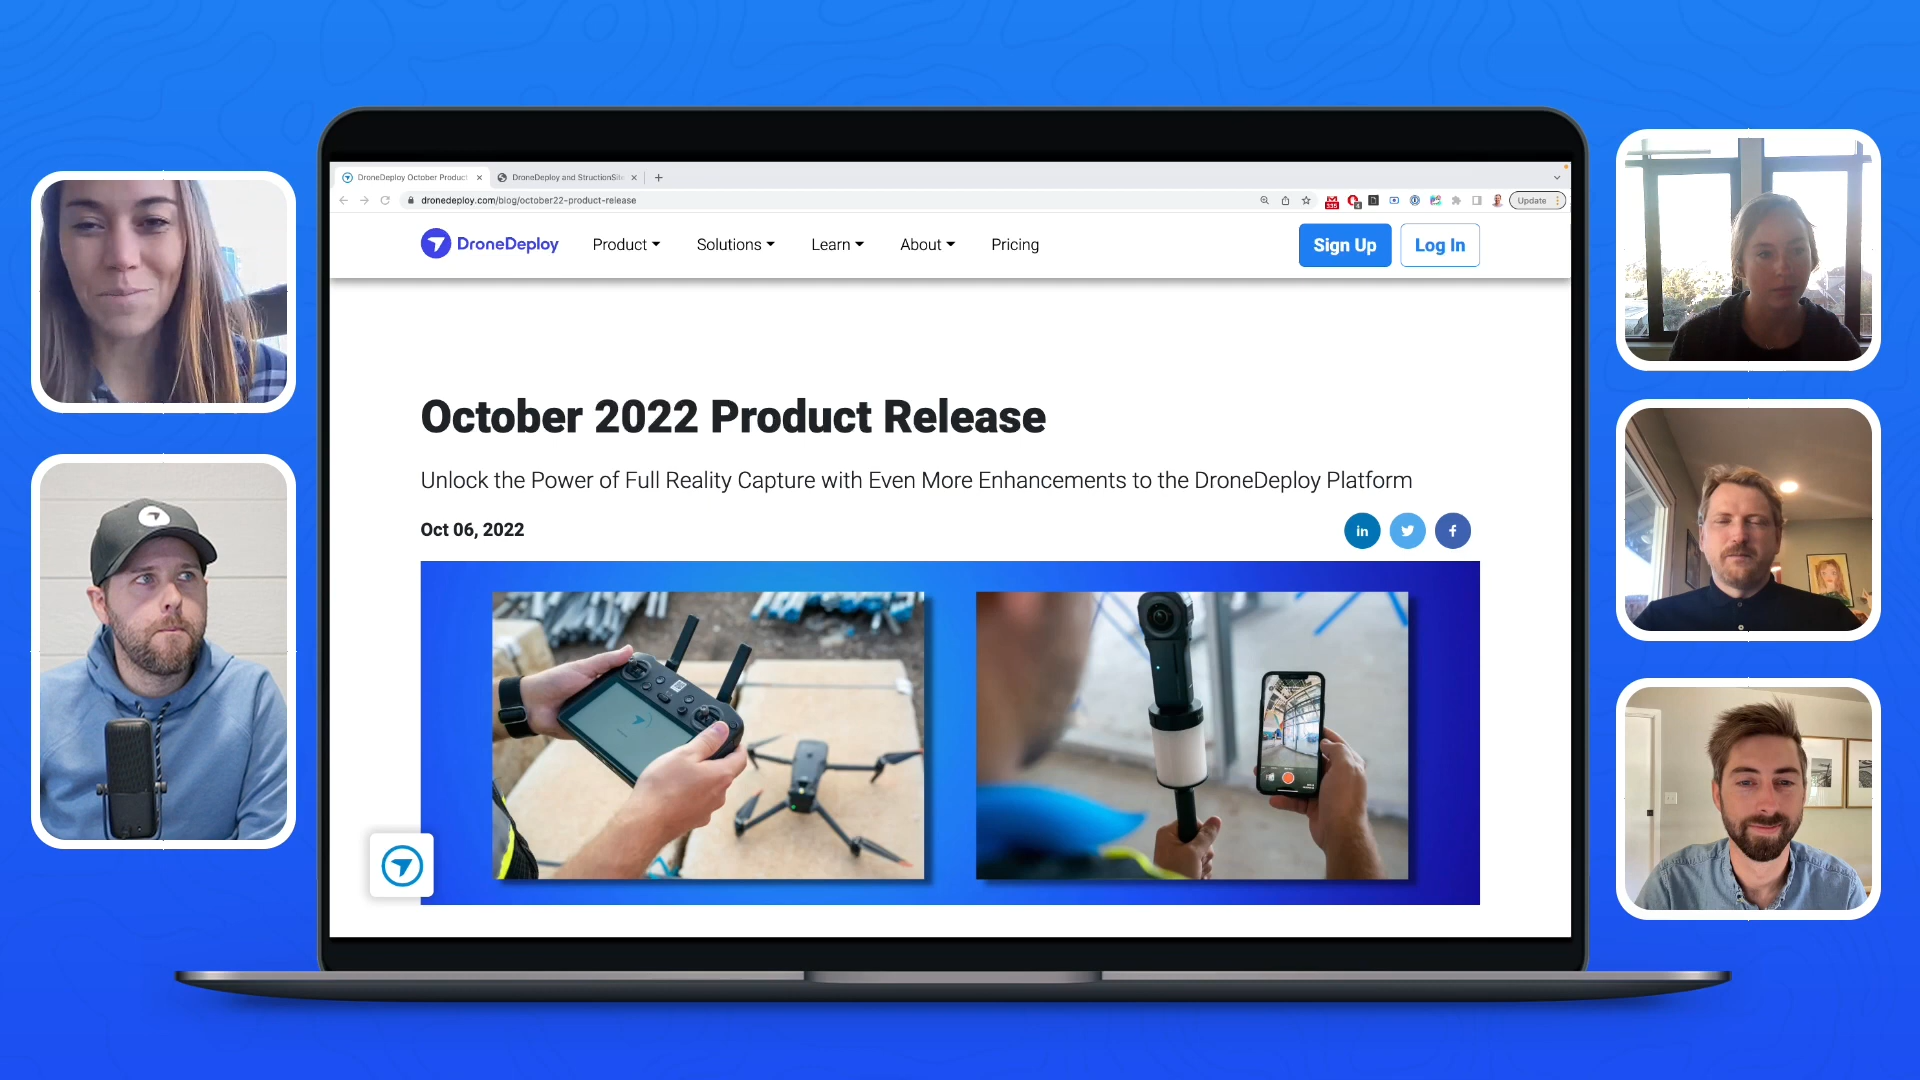 DroneDeploy October Product
DroneDeploy and StructionSite
dronedeploy.com/blog/october22-product-release
335
4
Update
DroneDeploy
Product
Solutions
Learn
About
Pricing
Sign Up
Log In
October 2022 Product Release
Unlock the Power of Full Reality Capture with Even More Enhancements to the DroneDeploy Platform
Oct 06, 2022
in
f